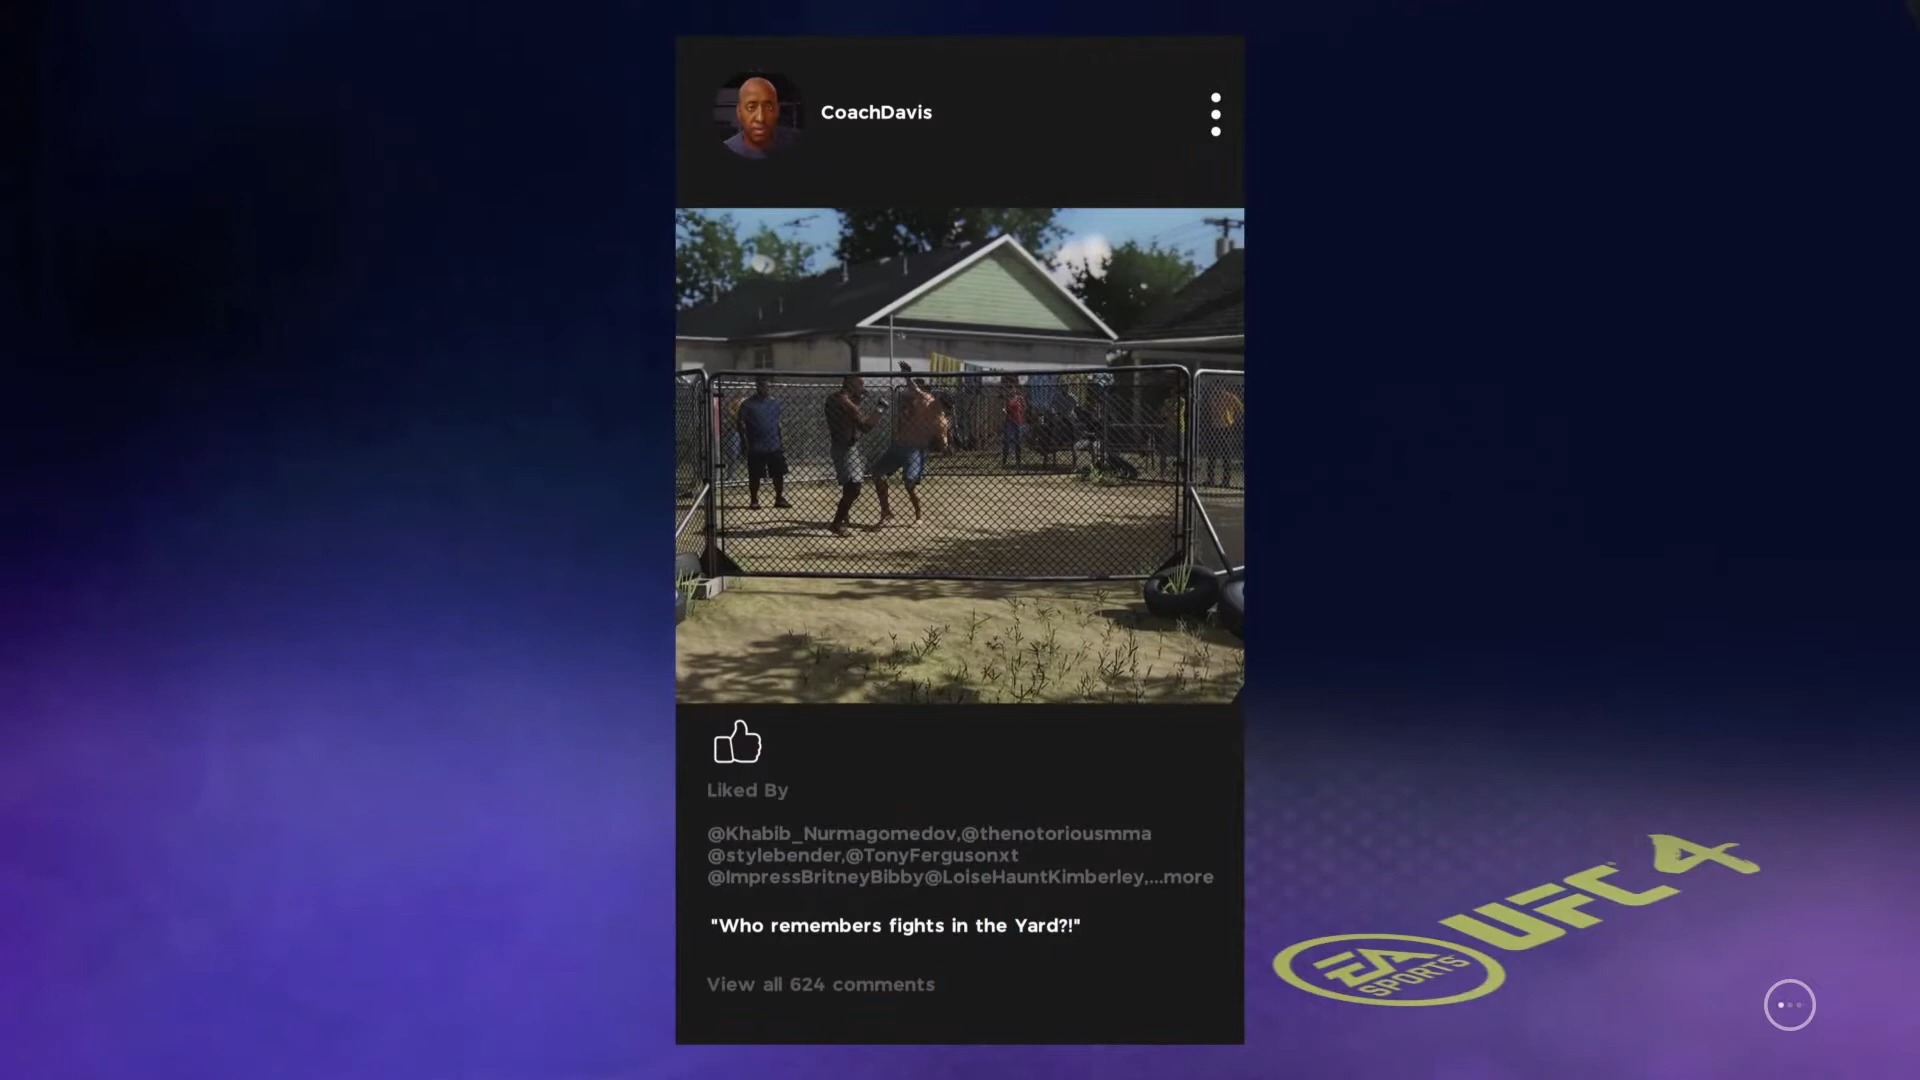 CoachDavis
Liked By
@Khabib_Nurmagomedov,@thenotoriousmma
@stylebender,@TonyFergusonxt
@ImpressBritneyBibby@LoiseHauntKimberley,...more
"Who remembers fights in the Yard?!"
View all 624 comments
EA
SPORTS
UFC 4